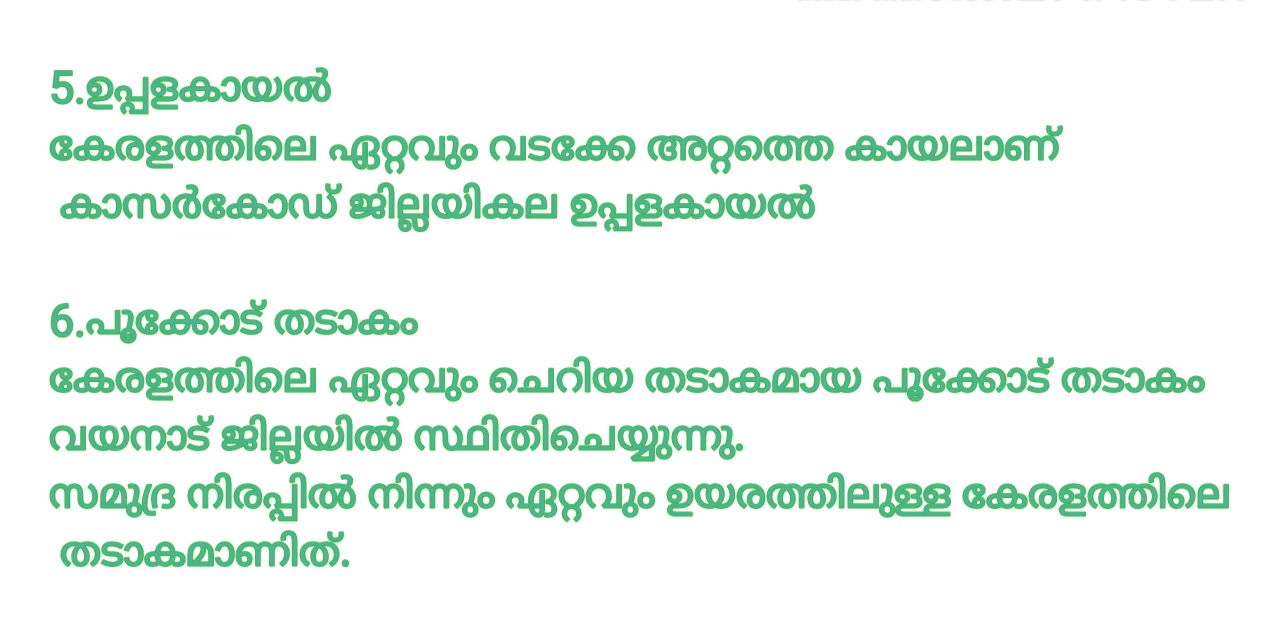 5.ഉപ്പളകായൽ
കേരളത്തിലെ ഏറ്റവും വടക്കേ അറ്റത്തെ കായലാണ്
കാസർകോഡ് ജില്ലയികല ഉപ്പളകായൽ
6.പൂക്കോട് തടാകം
കേരളത്തിലെ ഏറ്റവും ചെറിയ തടാകമായ പൂക്കോട് തടാകം
വയനാട് ജില്ലയിൽ സ്ഥിതിചെയ്യുന്നു.
സമുദ്ര നിരപ്പിൽ നിന്നും ഏറ്റവും ഉയരത്തിലുള്ള കേരളത്തിലെ
തടാകമാണിത്.